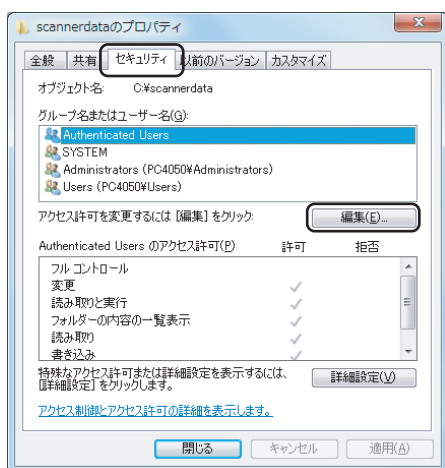 scannerdataのプロパティ
全般 共有 セキュリティ 以前のバージョン カスタマイズ
オブジェクト名: C:¥scannerdata
グループ名またはユーザー名(G):
Authenticated Users
SYSTEM
Administrators (PC4050¥Administrators)
Users (PC4050¥Users)
アクセス許可を変更するには [編集] をクリック: 編集(E)...
Authenticated Users のアクセス許可(P) 許可 拒否
フル コントロール
変更
読み取りと実行
フォルダーの内容の一覧表示
読み取り
書き込み
特殊なアクセス許可または詳細設定を表示するには、
[詳細設定] をクリックします。 詳細設定(V)
アクセス制御とアクセス許可の詳細を表示します。
閉じる キャンセル 適用(A)